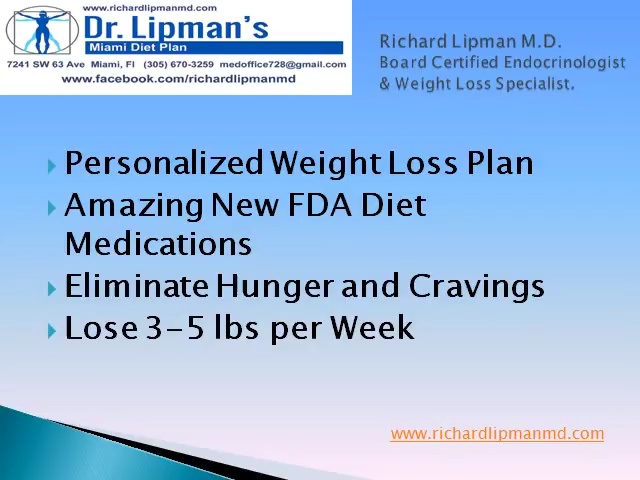 www.richardlipmanmd.com
Dr. Lipman's
Miami Diet Plan
7241 SW 63 Ave Miami, Fl (305) 670-3259 medoffice728@gmail.com
www.facebook.com/richardlipmanmd
Richard Lipman M.D.
Board Certified Endocrinologist
& Weight Loss Specialist.
Personalized Weight Loss Plan
Amazing New FDA Diet
Medications
Eliminate Hunger and Cravings
Lose 3-5 lbs per Week
www.richardlipmanmd.com